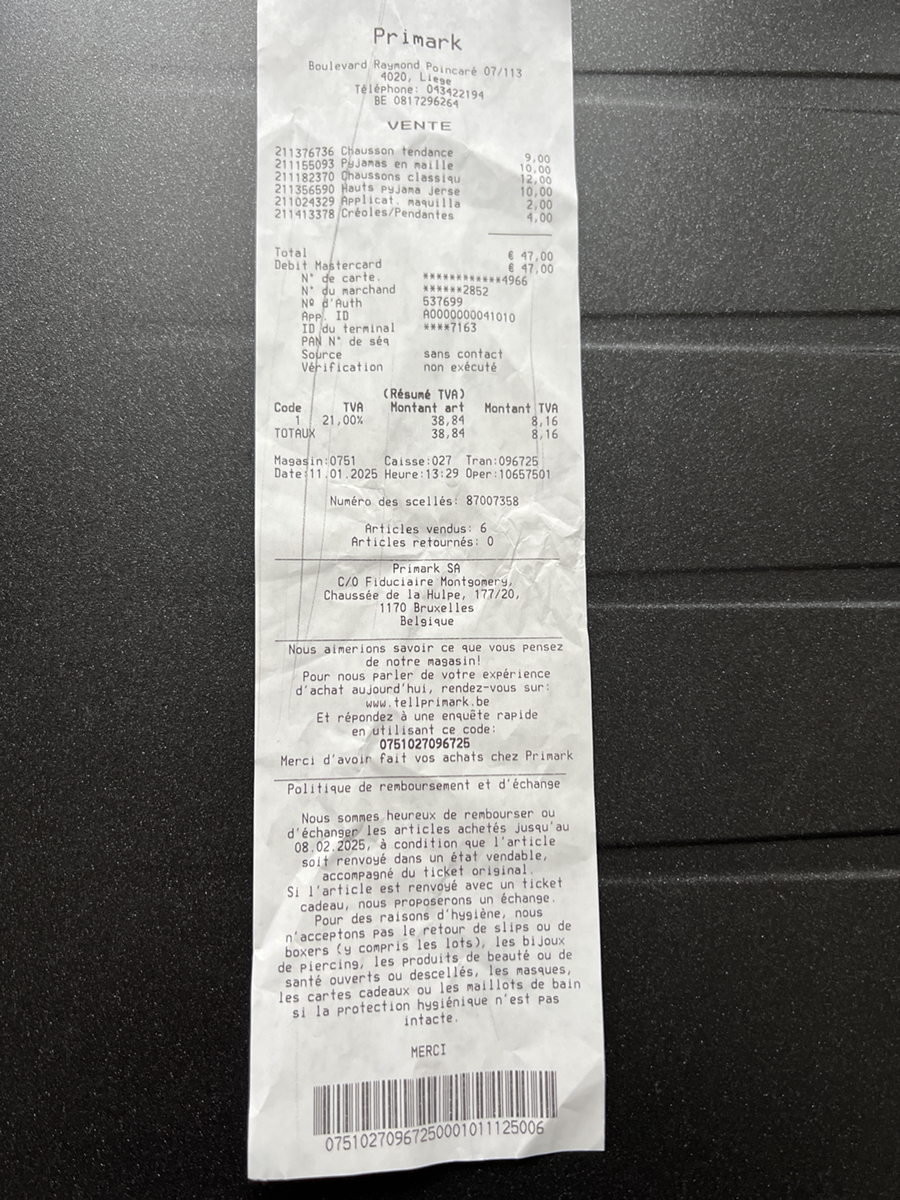 Primark
Boulevard Raymond Poincaré 07/113
4020, Liege
Téléphone: 043422194
BE 0817296264
VENTE
211376736 Chausson tendance 9,00
211155093 Pyjamas en maille 10,00
211182370 Chaussons classiqu 12,00
211356590 Hauts pyjama Jerse 10,00
211024329 Applicat. maquilla 2,00
211413378 Créoles/Pendantes 4,00
Total € 47,00
Debit Mastercard € 47,00
N° de carte. ************4966
N° du marchand ******2852
Nº d'Auth 537699
App. ID A0000000041010
ID du terminal ****7163
PAN N° de séq
Source sans contact
Vérification non exécuté
(Résumé TVA)
Code TVA Montant art Montant TVA
1 21,00% 38,84 8,16
TOTAUX 38,84 8,16
Magasin:0751 Caisse:027 Tran:096725
Date:11.01.2025 Heure:13:29 Oper:10657501
Numéro des scellés: 87007358
Articles vendus: 6
Articles retournés: 0
Primark SA
C/O Fiduciaire Montgomery,
Chaussée de la Hulpe, 177/20,
1170 Bruxelles
Belgique
Nous aimerions savoir ce que vous pensez
de notre magasin!
Pour nous parler de votre expérience
d'achat aujourd'hui, rendez-vous sur:
www.tellprimark.be
Et répondez à une enquête rapide
en utilisant ce code:
0751027096725
Merci d'avoir fait vos achats chez Primark
Politique de remboursement et d'échange
Nous sommes heureux de rembourser ou
d'échanger les articles achetés jusqu'au
08.02.2025, à condition que l'article
soit renvoyé dans un état vendable,
accompagné du ticket original.
Si l'article est renvoyé avec un ticket
cadeau, nous proposerons un échange.
Pour des raisons d'hygiène, nous
n'acceptons pas le retour de slips ou de
boxers (y compris les lots), les bijoux
de piercing, les produits de beauté ou de
santé ouverts ou descellés, les masques,
les cartes cadeaux ou les maillots de bain
si la protection hygiénique n'est pas
intacte.
MERCI
07510270967250001011125006